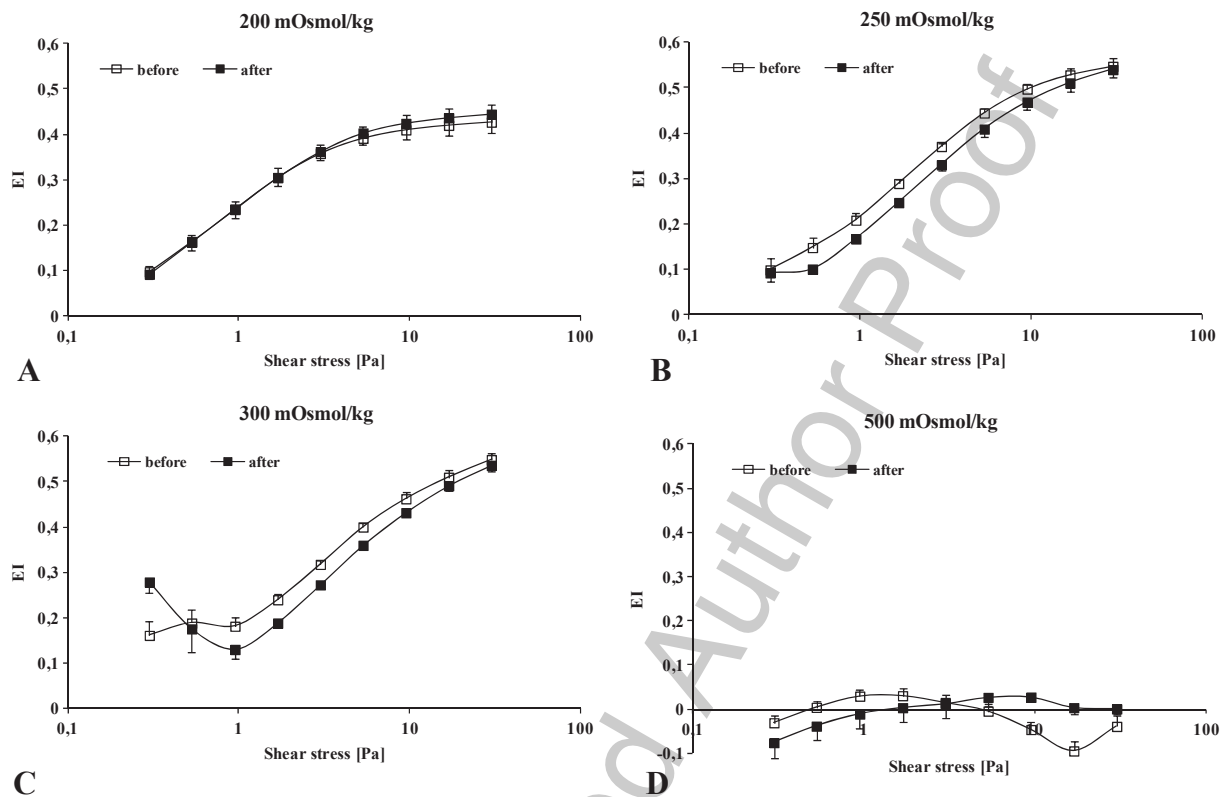 200 mOsmol/kg
0,6
0,5
0,4
0,3
0,2
0,1
0
EI
before after
0,1 1 10 100
Shear stress [Pa]
A
250 mOsmol/kg
0,6
0,5
0,4
0,3
0,2
0,1
0
EI
before after
0,1 1 10 100
Shear stress [Pa]
B
300 mOsmol/kg
0,6
0,5
0,4
0,3
0,2
0,1
0
EI
before after
0,1 1 10 100
Shear stress [Pa]
C
500 mOsmol/kg
0,6
0,5
0,4
0,3
0,2
0,1
0
-0,1
EI
before after
0,1 1 10 100
Shear stress [Pa]
D
d Author Proof